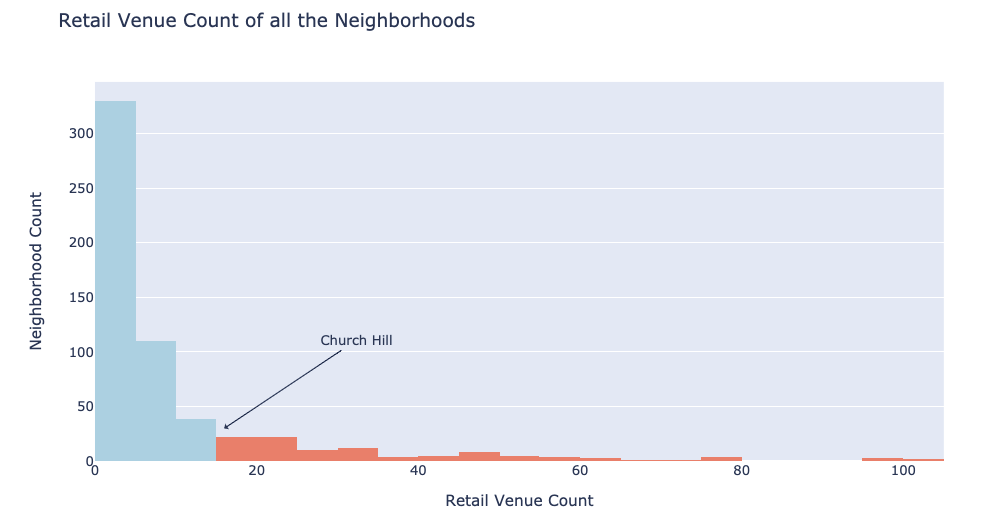 Retail Venue Count of all the Neighborhoods
Neighborhood Count
300
250
200
150
100
50
0
Church Hill
0 20 40 60 80 100
Retail Venue Count